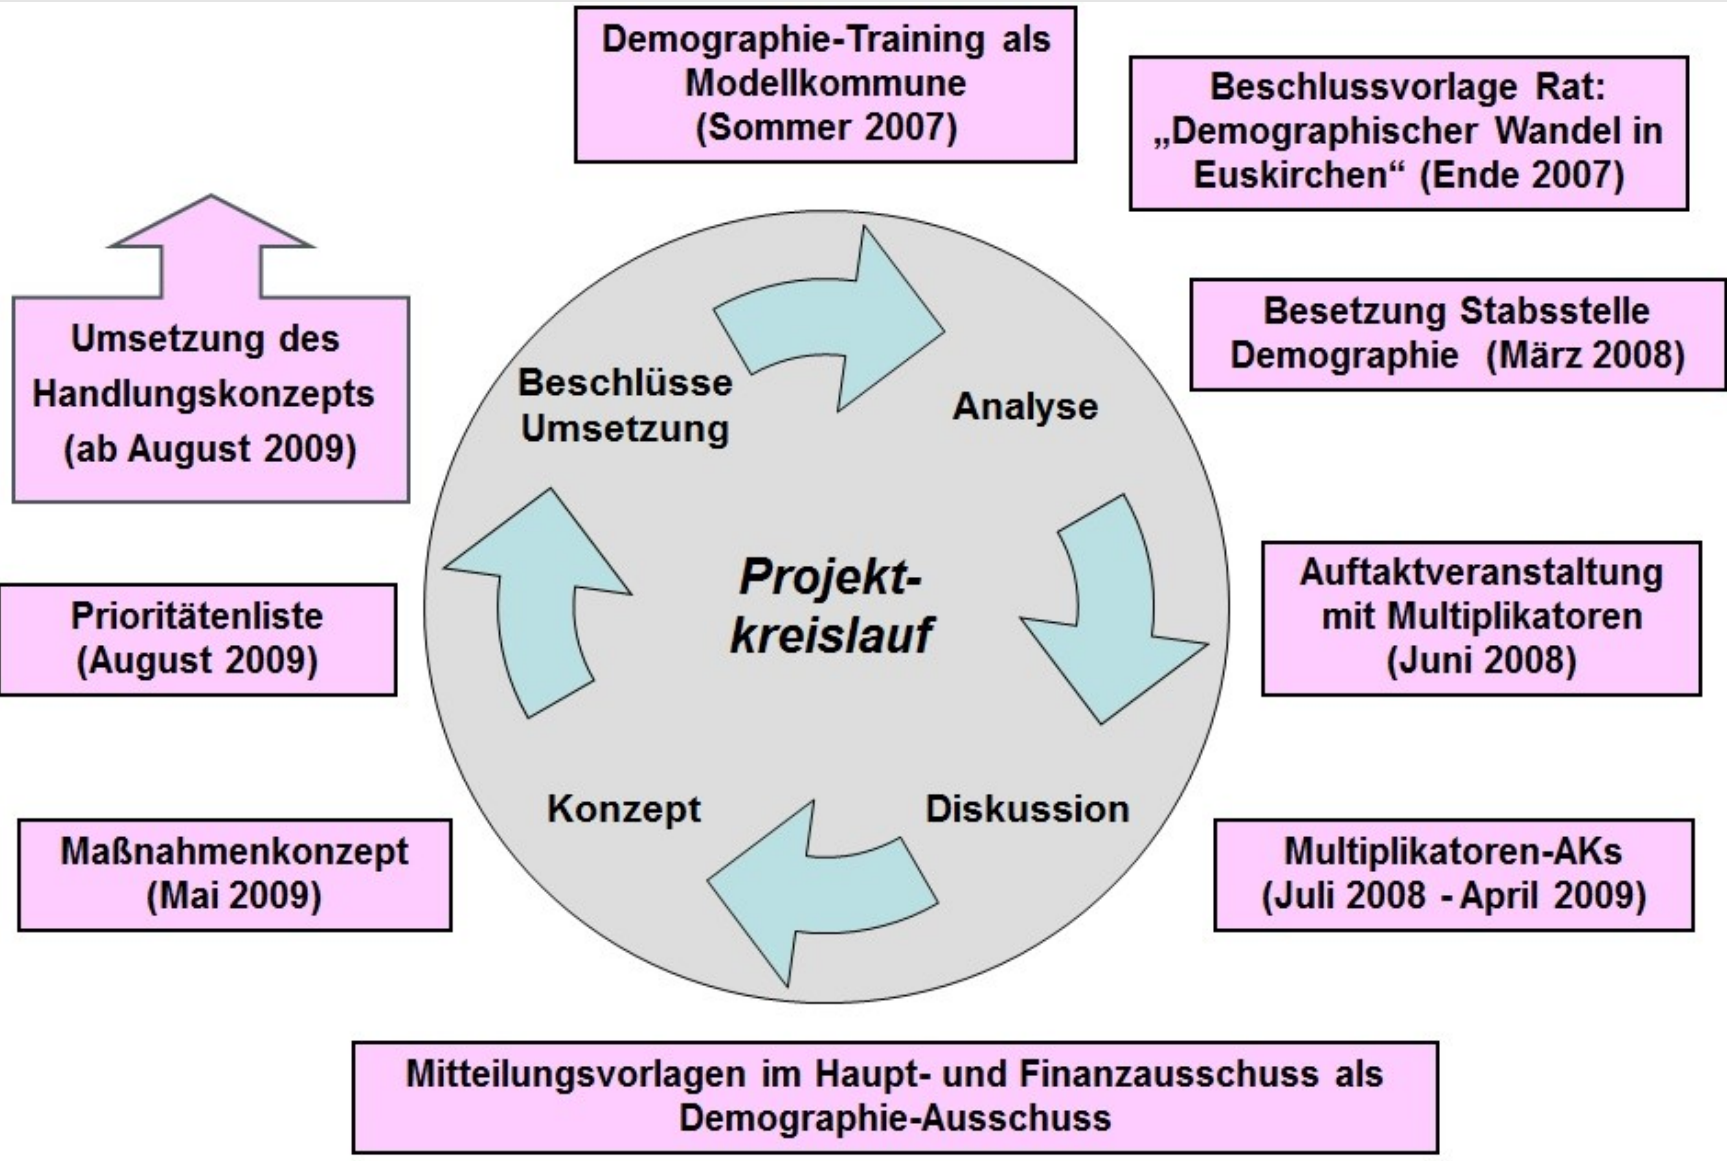 Demographie-Training als
Modellkommune
(Sommer 2007)
Beschlussvorlage Rat:
„Demographischer Wandel in
Euskirchen“ (Ende 2007)
Besetzung Stabsstelle
Demographie (März 2008)
Auftaktveranstaltung
mit Multiplikatoren
(Juni 2008)
Multiplikatoren-AKs
(Juli 2008 - April 2009)
Mitteilungsvorlagen im Haupt- und Finanzausschuss als
Demographie-Ausschuss
Maßnahmenkonzept
(Mai 2009)
Prioritätenliste
(August 2009)
Umsetzung des
Handlungskonzepts
(ab August 2009)
Projekt-
kreislauf
Analyse
Diskussion
Konzept
Beschlüsse
Umsetzung